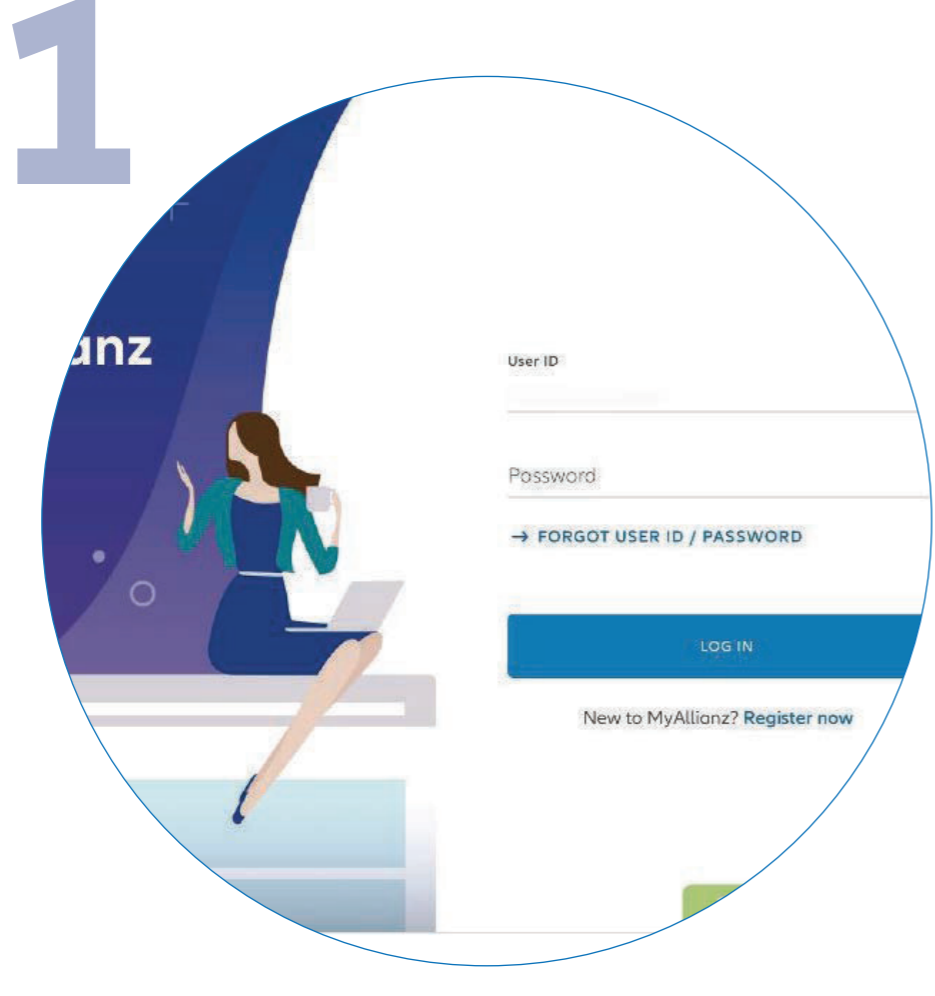 1
anz
User ID
Password
→ FORGOT USER ID / PASSWORD
LOG IN
New to MyAllianz? Register now